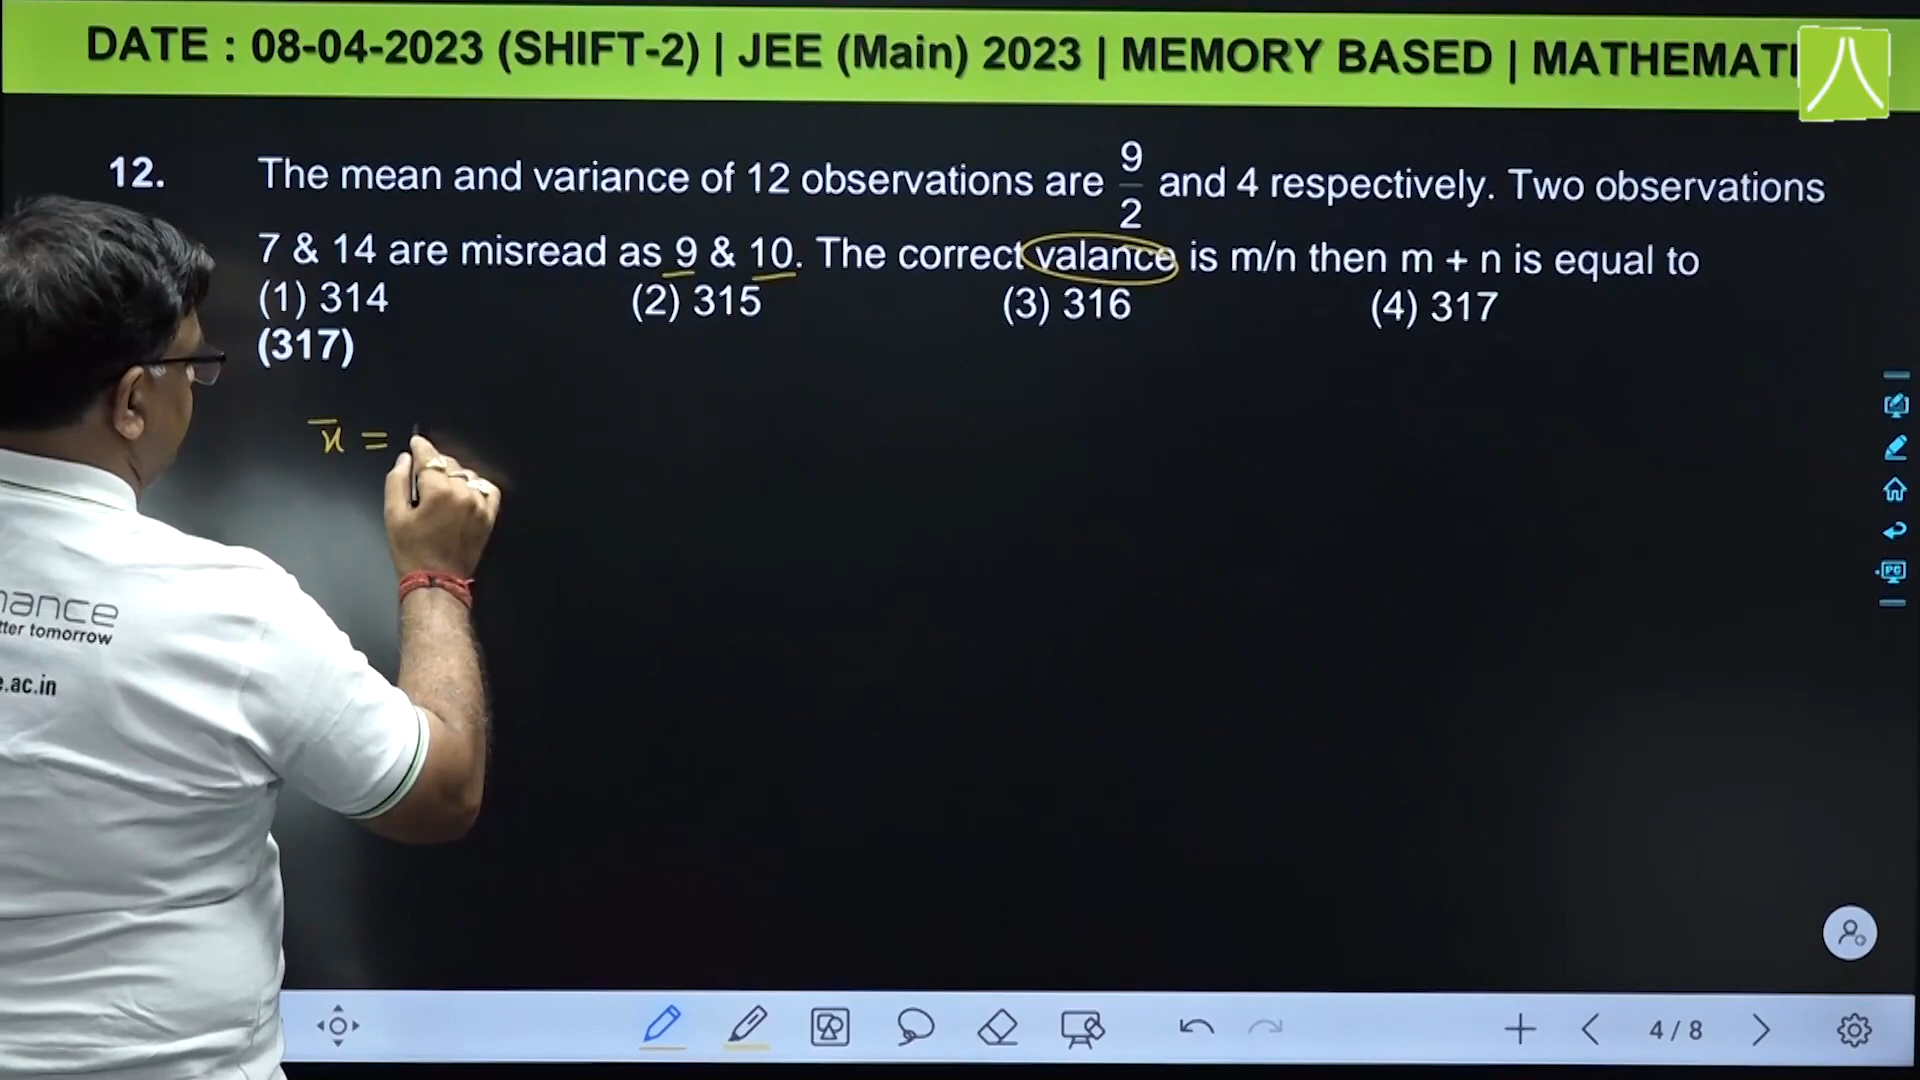 DATE : 08-04-2023 (SHIFT-2) | JEE (Main) 2023 | MEMORY BASED | MATHEMATI
12. The mean and variance of 12 observations are 9/2 and 4 respectively. Two observations
7 & 14 are misread as 9 & 10. The correct valance is m/n then m + n is equal to
(1) 314 (2) 315 (3) 316 (4) 317
(317)
x̄ =
nance
tter tomorrow
e.ac.in
PC
4 / 8